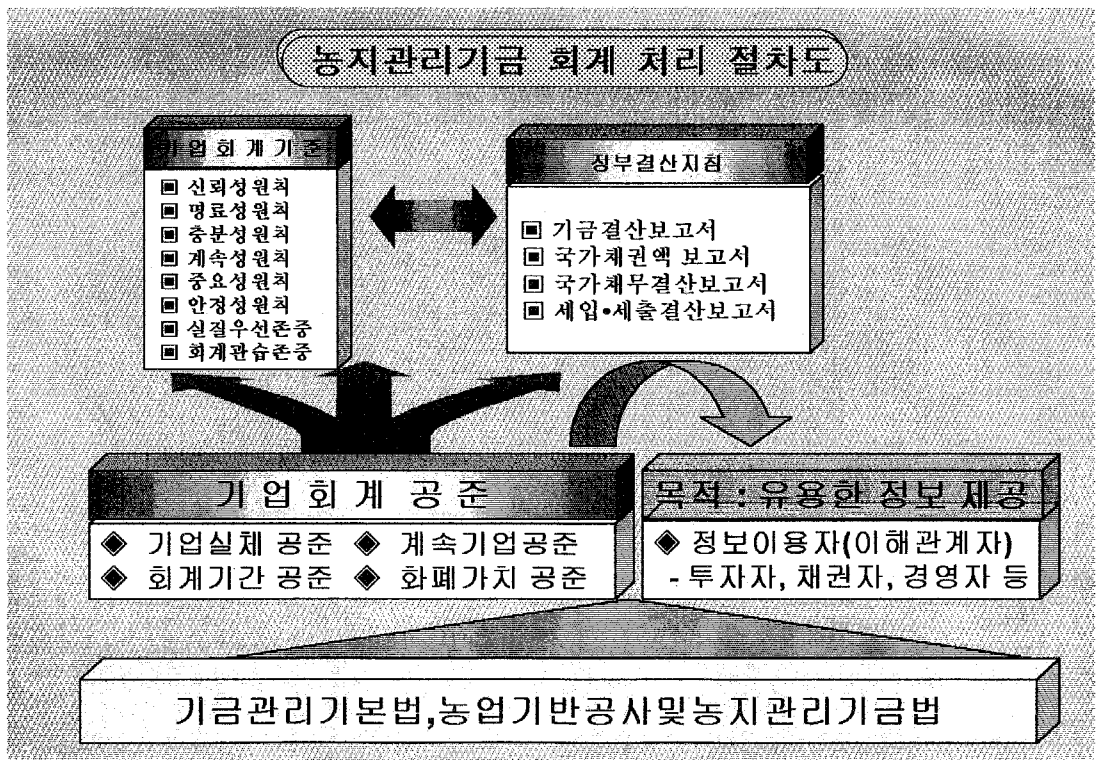 농지관리기금 회계 처리 절차도
기업회계기준
▣ 신뢰성원칙
▣ 명료성원칙
▣ 충분성원칙
▣ 계속성원칙
▣ 중요성원칙
▣ 안정성원칙
▣ 실질우선존중
▣ 회계관습존중
정부결산지침
▣ 기금결산보고서
▣ 국가채권액 보고서
▣ 국가채무결산보고서
▣ 세입•세출결산보고서
기업회계 공준
◈ 기업실체 공준 ◈ 계속기업공준
◈ 회계기간 공준 ◈ 화폐가치 공준
목적 : 유용한 정보 제공
◈ 정보이용자(이해관계자)
- 투자자, 채권자, 경영자 등
기금관리기본법,농업기반공사및농지관리기금법